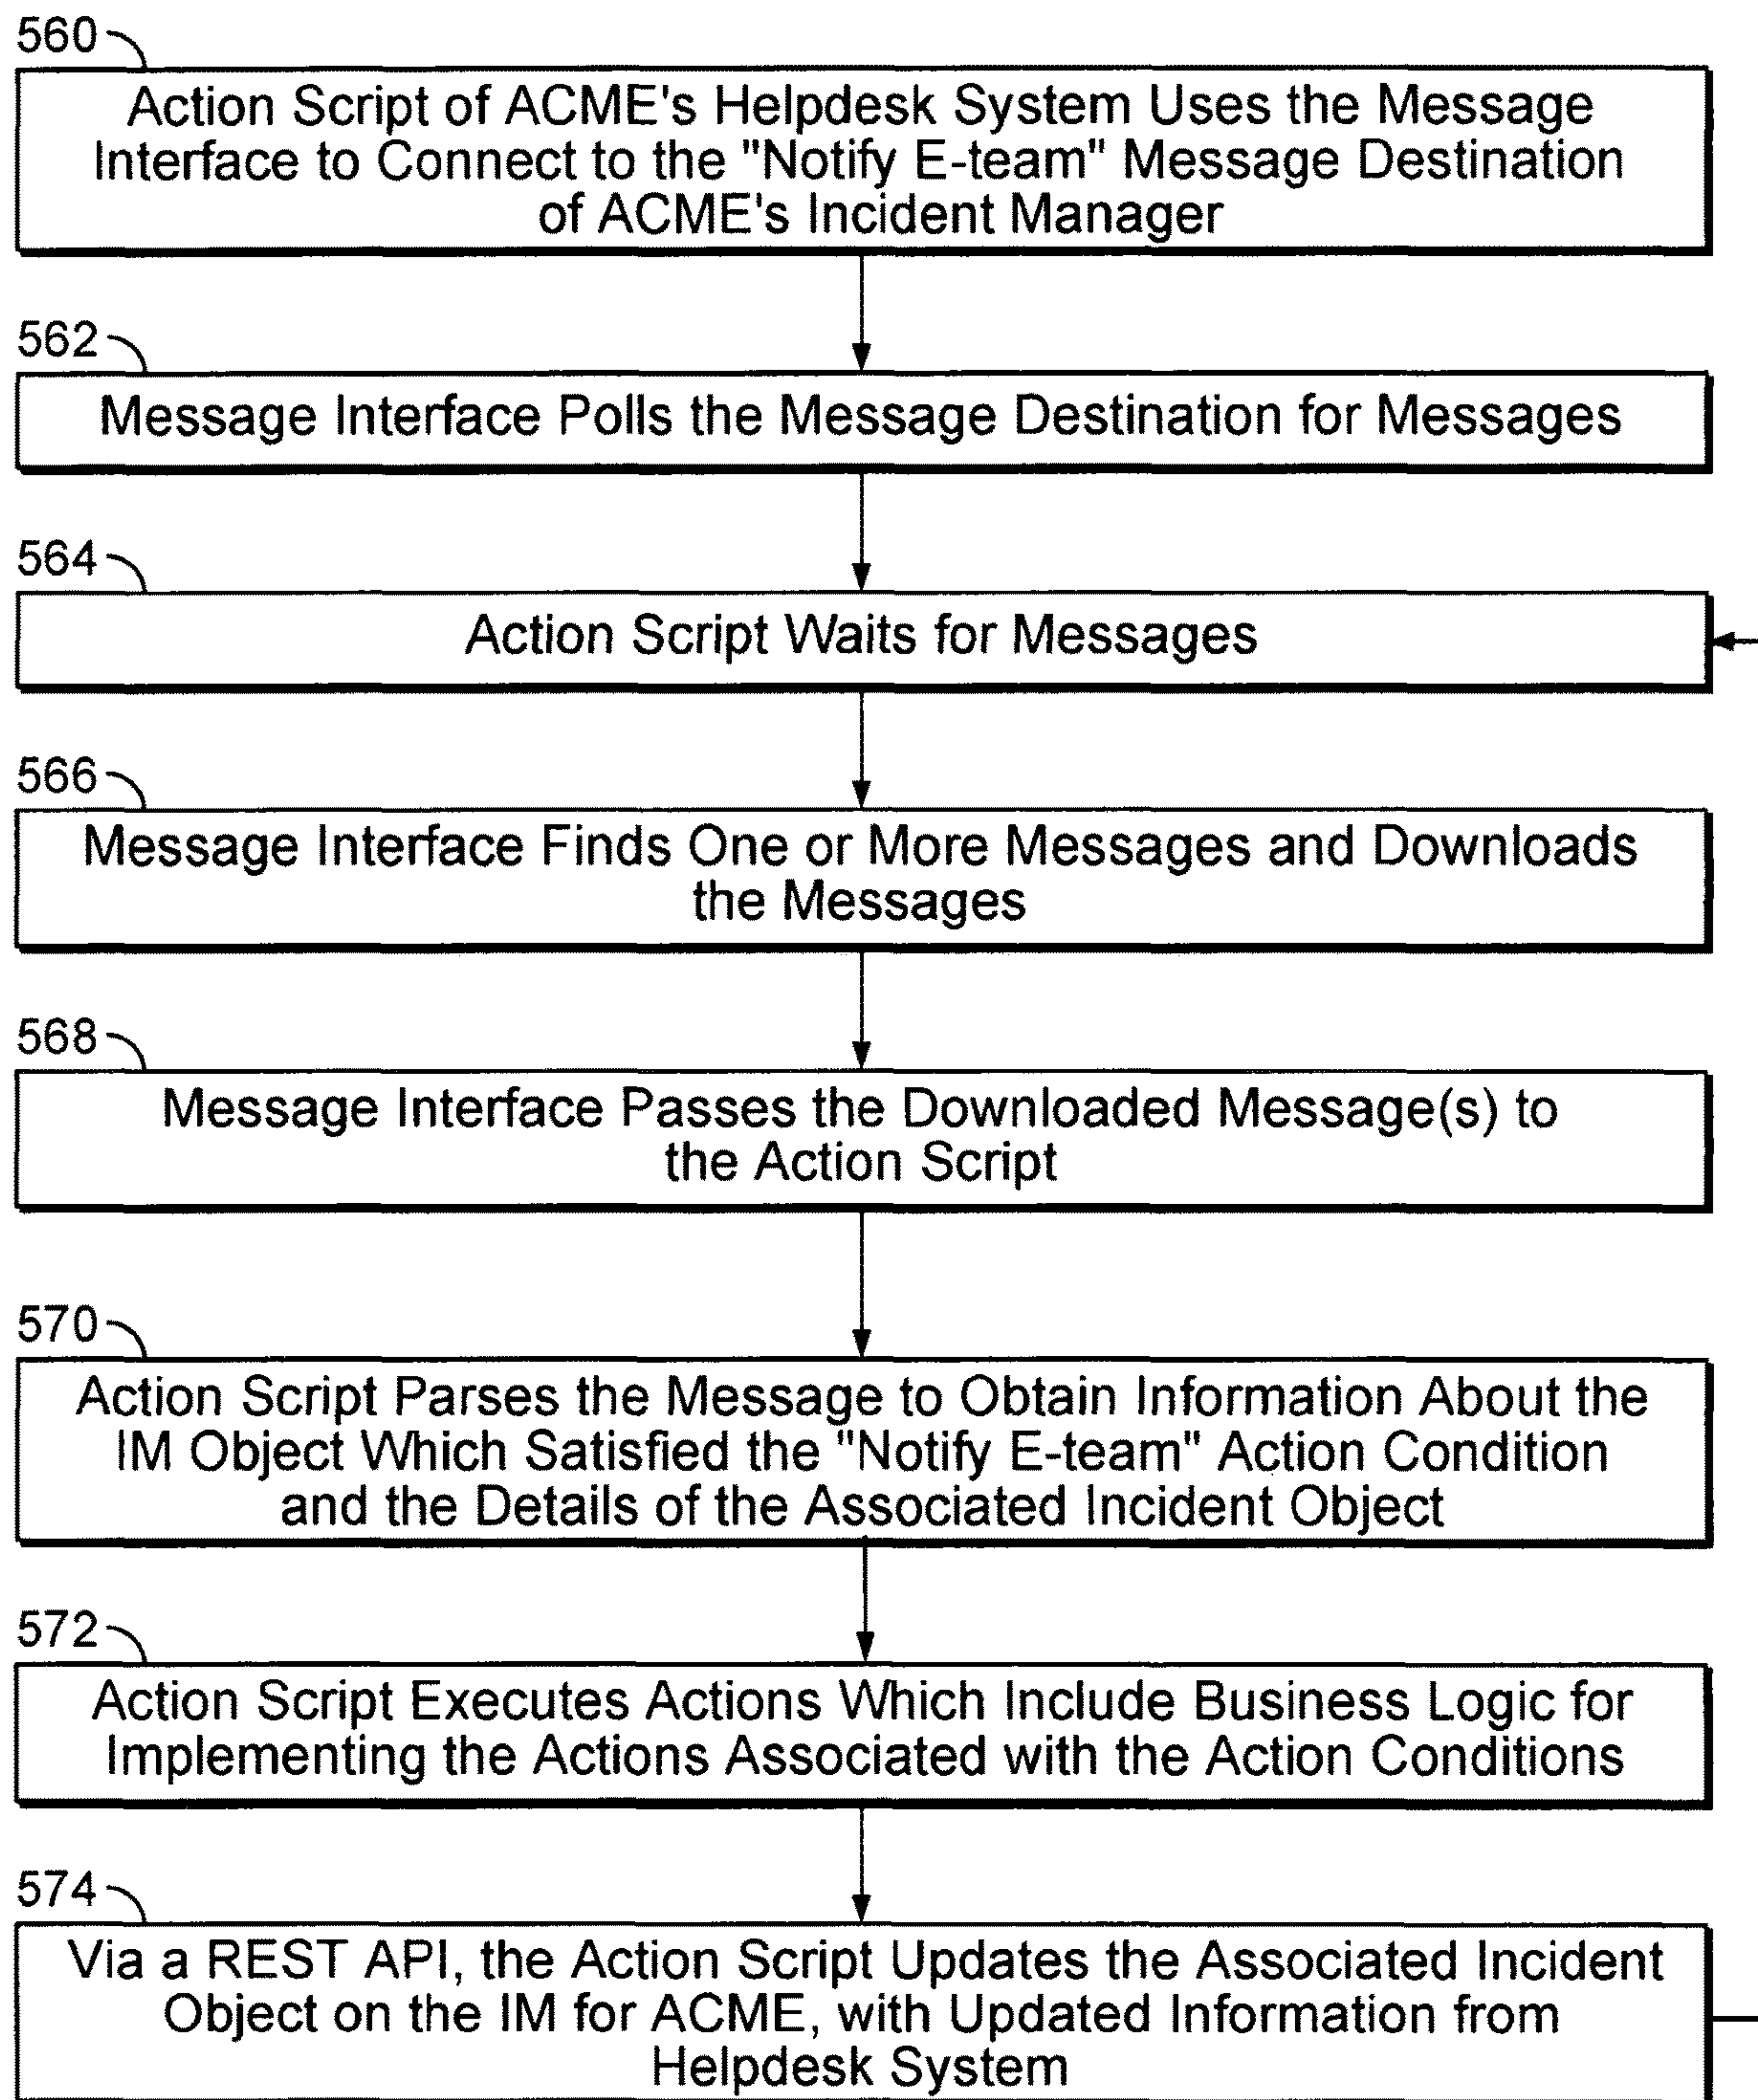 560
Action Script of ACME's Helpdesk System Uses the Message
Interface to Connect to the "Notify E-team" Message Destination
of ACME's Incident Manager
562
Message Interface Polls the Message Destination for Messages
564
Action Script Waits for Messages
566
Message Interface Finds One or More Messages and Downloads
the Messages
568
Message Interface Passes the Downloaded Message(s) to
the Action Script
570
Action Script Parses the Message to Obtain Information About the
IM Object Which Satisfied the "Notify E-team" Action Condition
and the Details of the Associated Incident Object
572
Action Script Executes Actions Which Include Business Logic for
Implementing the Actions Associated with the Action Conditions
574
Via a REST API, the Action Script Updates the Associated Incident
Object on the IM for ACME, with Updated Information from
Helpdesk System